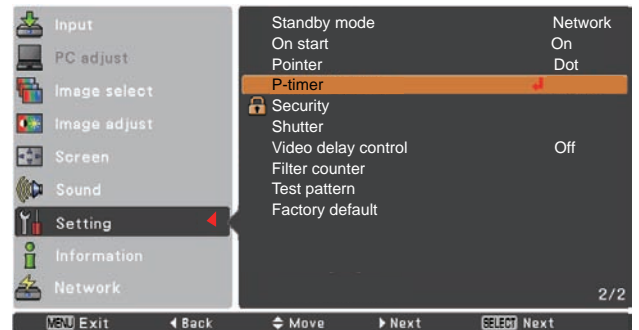 Input
PC adjust
Image select
Image adjust
Screen
Sound
Setting
Information
Network
Standby mode Network
On start On
Pointer Dot
P-timer
Security
Shutter
Video delay control Off
Filter counter
Test pattern
Factory default
2/2
MENU Exit Back Move Next SELECT Next